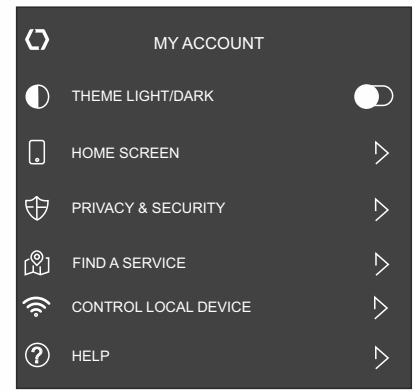 MY ACCOUNT
THEME LIGHT/DARK
HOME SCREEN
PRIVACY & SECURITY
FIND A SERVICE
CONTROL LOCAL DEVICE
HELP